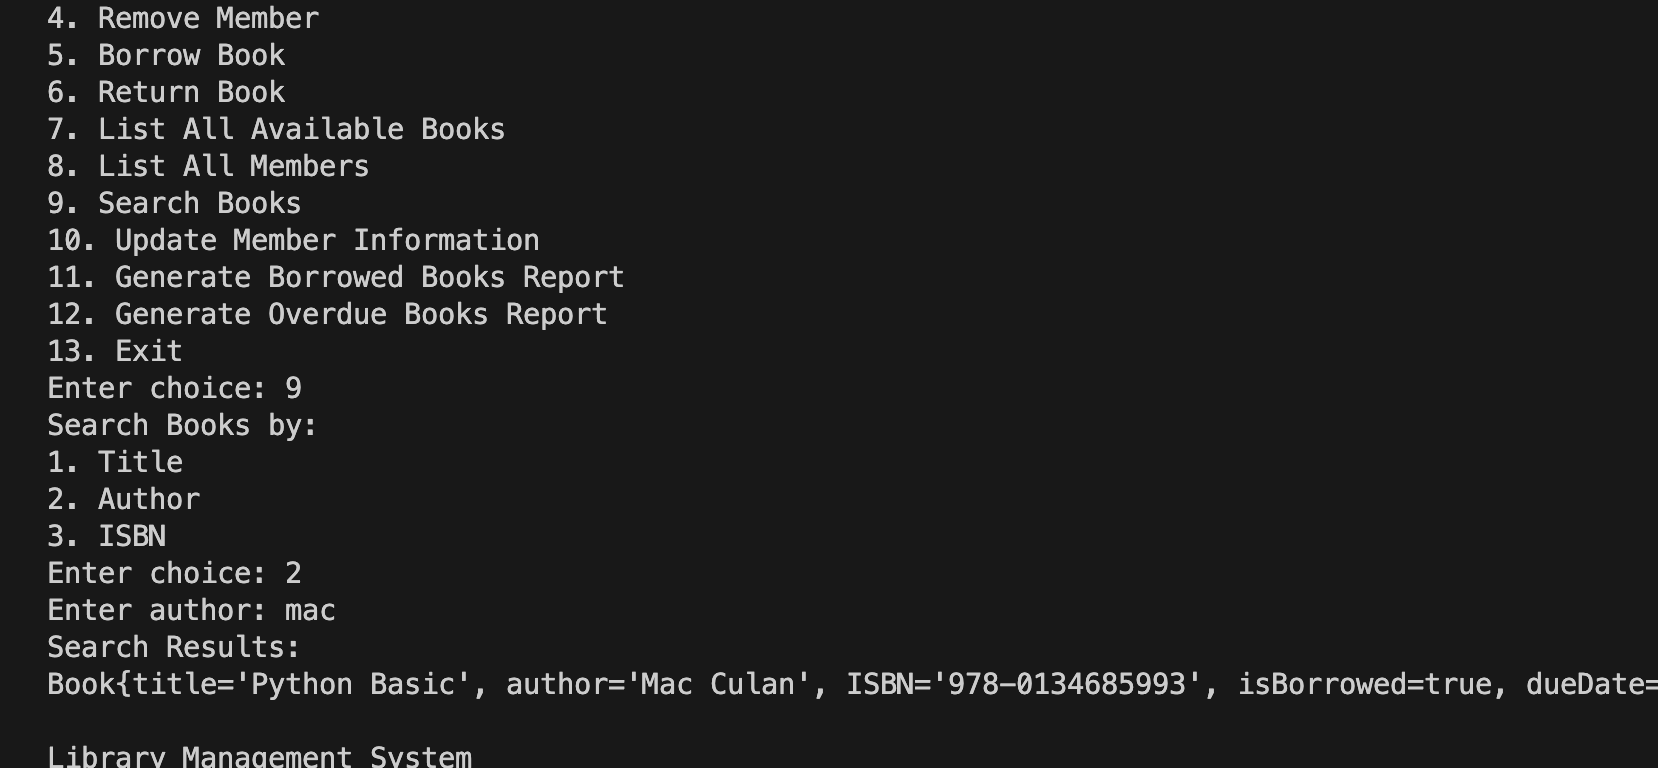 4. Remove Member
5. Borrow Book
6. Return Book
7. List All Available Books
8. List All Members
9. Search Books
10. Update Member Information
11. Generate Borrowed Books Report
12. Generate Overdue Books Report
13. Exit
Enter choice: 9
Search Books by:
1. Title
2. Author
3. ISBN
Enter choice: 2
Enter author: mac
Search Results:
Book{title='Python Basic', author='Mac Culan', ISBN='978-0134685993', isBorrowed=true, dueDate=
Library Management System